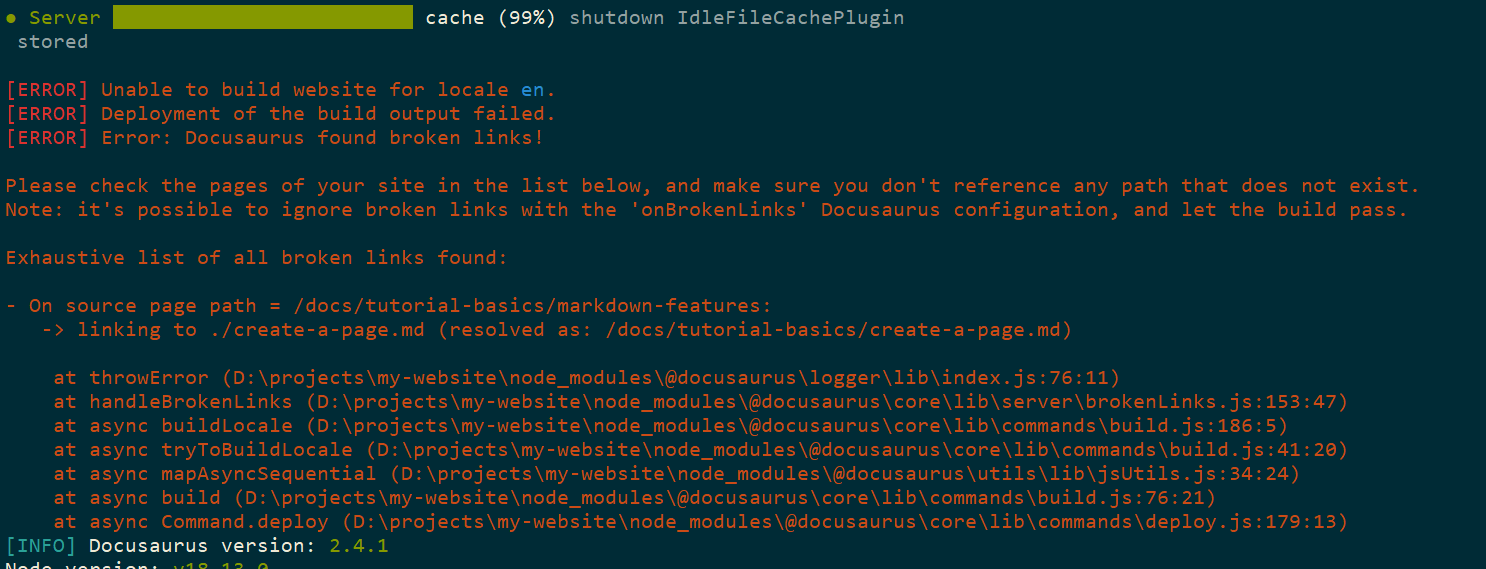 ● Server cache (99%) shutdown IdleFileCachePlugin
stored
[ERROR] Unable to build website for locale en.
[ERROR] Deployment of the build output failed.
[ERROR] Error: Docusaurus found broken links!
Please check the pages of your site in the list below, and make sure you don't reference any path that does not exist.
Note: it's possible to ignore broken links with the 'onBrokenLinks' Docusaurus configuration, and let the build pass.
Exhaustive list of all broken links found:
- On source page path = /docs/tutorial-basics/markdown-features:
-> linking to ./create-a-page.md (resolved as: /docs/tutorial-basics/create-a-page.md)
at throwError (D:\projects\my-website\node_modules\@docusaurus\logger\lib\index.js:76:11)
at handleBrokenLinks (D:\projects\my-website\node_modules\@docusaurus\core\lib\server\brokenLinks.js:153:47)
at async buildLocale (D:\projects\my-website\node_modules\@docusaurus\core\lib\commands\build.js:186:5)
at async tryToBuildLocale (D:\projects\my-website\node_modules\@docusaurus\core\lib\commands\build.js:41:20)
at async mapAsyncSequential (D:\projects\my-website\node_modules\@docusaurus\utils\lib\jsUtils.js:34:24)
at async build (D:\projects\my-website\node_modules\@docusaurus\core\lib\commands\build.js:76:21)
at async Command.deploy (D:\projects\my-website\node_modules\@docusaurus\core\lib\commands\deploy.js:179:13)
[INFO] Docusaurus version: 2.4.1
Node version: v18.13.0